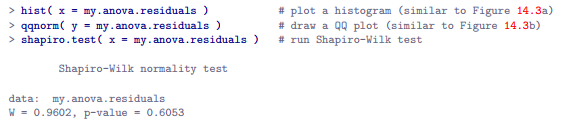 > hist( x = my.anova.residuals ) # plot a histogram (similar to Figure 14.3a)
> qqnorm( y = my.anova.residuals ) # draw a QQ plot (similar to Figure 14.3b)
> shapiro.test( x = my.anova.residuals ) # run Shapiro-Wilk test
Shapiro-Wilk normality test
data: my.anova.residuals
W = 0.9602, p-value = 0.6053